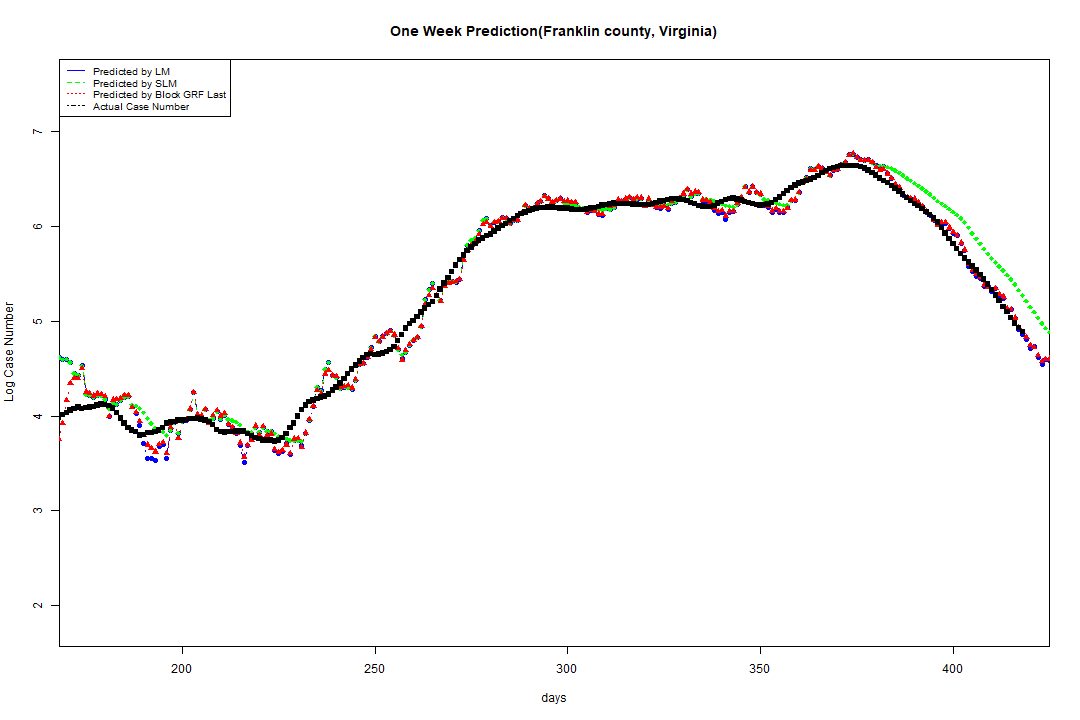 One Week Prediction(Franklin county, Virginia)
Predicted by LM
Predicted by SLM
Predicted by Block GRF Last
Actual Case Number
Log Case Number
7
6
5
4
3
2
200
250
300
350
400
days